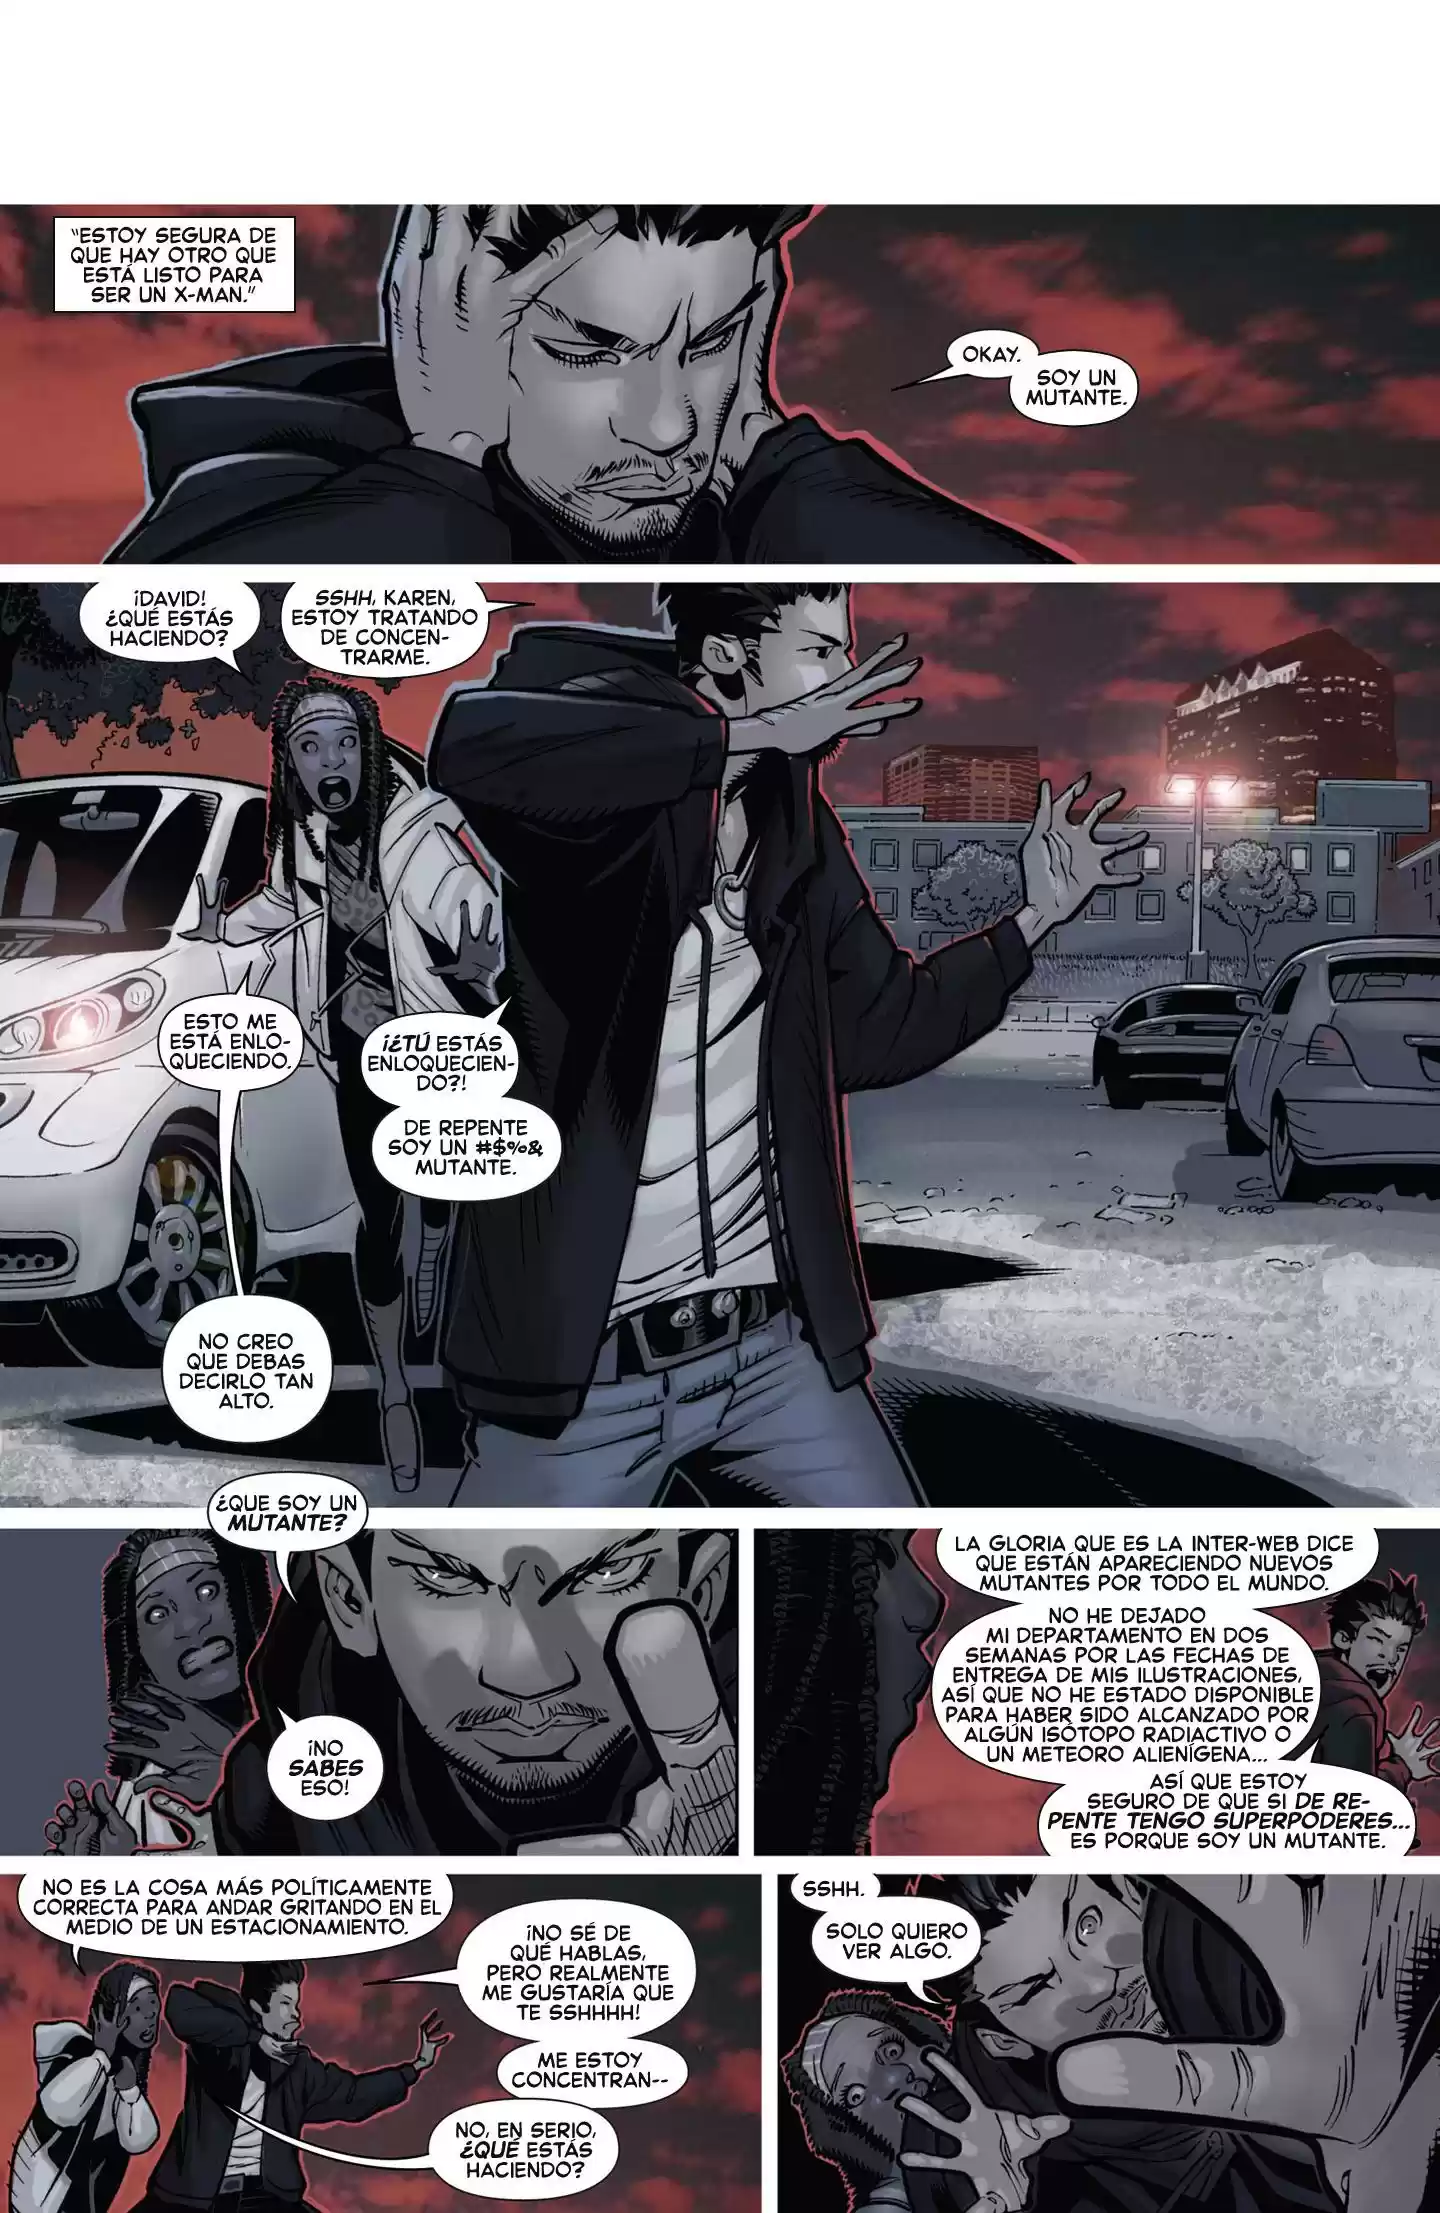 "ESTOY SEGURA DE
QUE HAY OTRO QUE
ESTÁ LISTO PARA
SER UN X-MAN."
OKAY.
SOY UN
MUTANTE.
¡DAVID!
¿QUÉ ESTÁS
HACIENDO?
SSHH, KAREN,
ESTOY TRATANDO
DE CONCEN-
TRARME.
ESTO ME
ESTÁ ENLO-
QUECIENDO.
¡¿TÚ ESTÁS
ENLOQUECIEN-
DO?!
DE REPENTE
SOY UN #$%&
MUTANTE.
NO CREO
QUE DEBAS
DECIRLO TAN
ALTO.
¿QUE SOY UN
MUTANTE?
¡NO
SABES
ESO!
LA GLORIA QUE ES LA INTER-WEB DICE
QUE ESTÁN APARECIENDO NUEVOS
MUTANTES POR TODO EL MUNDO.
NO HE DEJADO
MI DEPARTAMENTO EN DOS
SEMANAS POR LAS FECHAS DE
ENTREGA DE MIS ILUSTRACIONES,
ASÍ QUE NO HE ESTADO DISPONIBLE
PARA HABER SIDO ALCANZADO POR
ALGÚN ISÓTOPO RADIACTIVO O
UN METEORO ALIENÍGENA...
ASÍ QUE ESTOY
SEGURO DE QUE SI DE RE-
PENTE TENGO SUPERPODERES...
ES PORQUE SOY UN MUTANTE.
NO ES LA COSA MÁS POLÍTICAMENTE
CORRECTA PARA ANDAR GRITANDO EN EL
MEDIO DE UN ESTACIONAMIENTO.
¡NO SÉ DE
QUÉ HABLAS,
PERO REALMENTE
ME GUSTARÍA QUE
TE SSHHHH!
ME ESTOY
CONCENTRAN--
NO, EN SERIO,
¿QUÉ ESTÁS
HACIENDO?
SSHH.
SOLO QUIERO
VER ALGO.